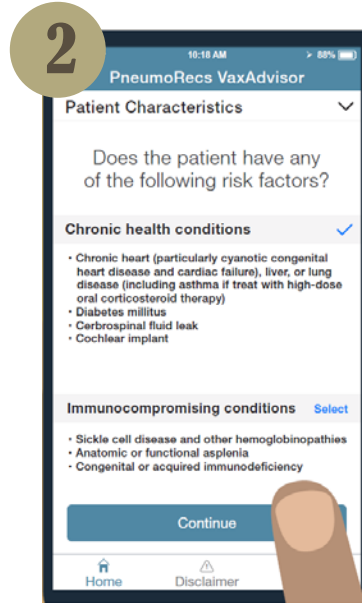 2
10:18 AM
88%
PneumoRecs VaxAdvisor
Patient Characteristics
Does the patient have any
of the following risk factors?
Chronic health conditions
• Chronic heart (particularly cyanotic congenital
heart disease and cardiac failure), liver, or lung
disease (including asthma if treat with high-dose
oral corticosteroid therapy)
• Diabetes millitus
• Cerbrospinal fluid leak
• Cochlear implant
Immunocompromising conditions Select
• Sickle cell disease and other hemoglobinopathies
• Anatomic or functional asplenia
• Congenital or acquired immunodeficiency
Continue
Home
Disclaimer